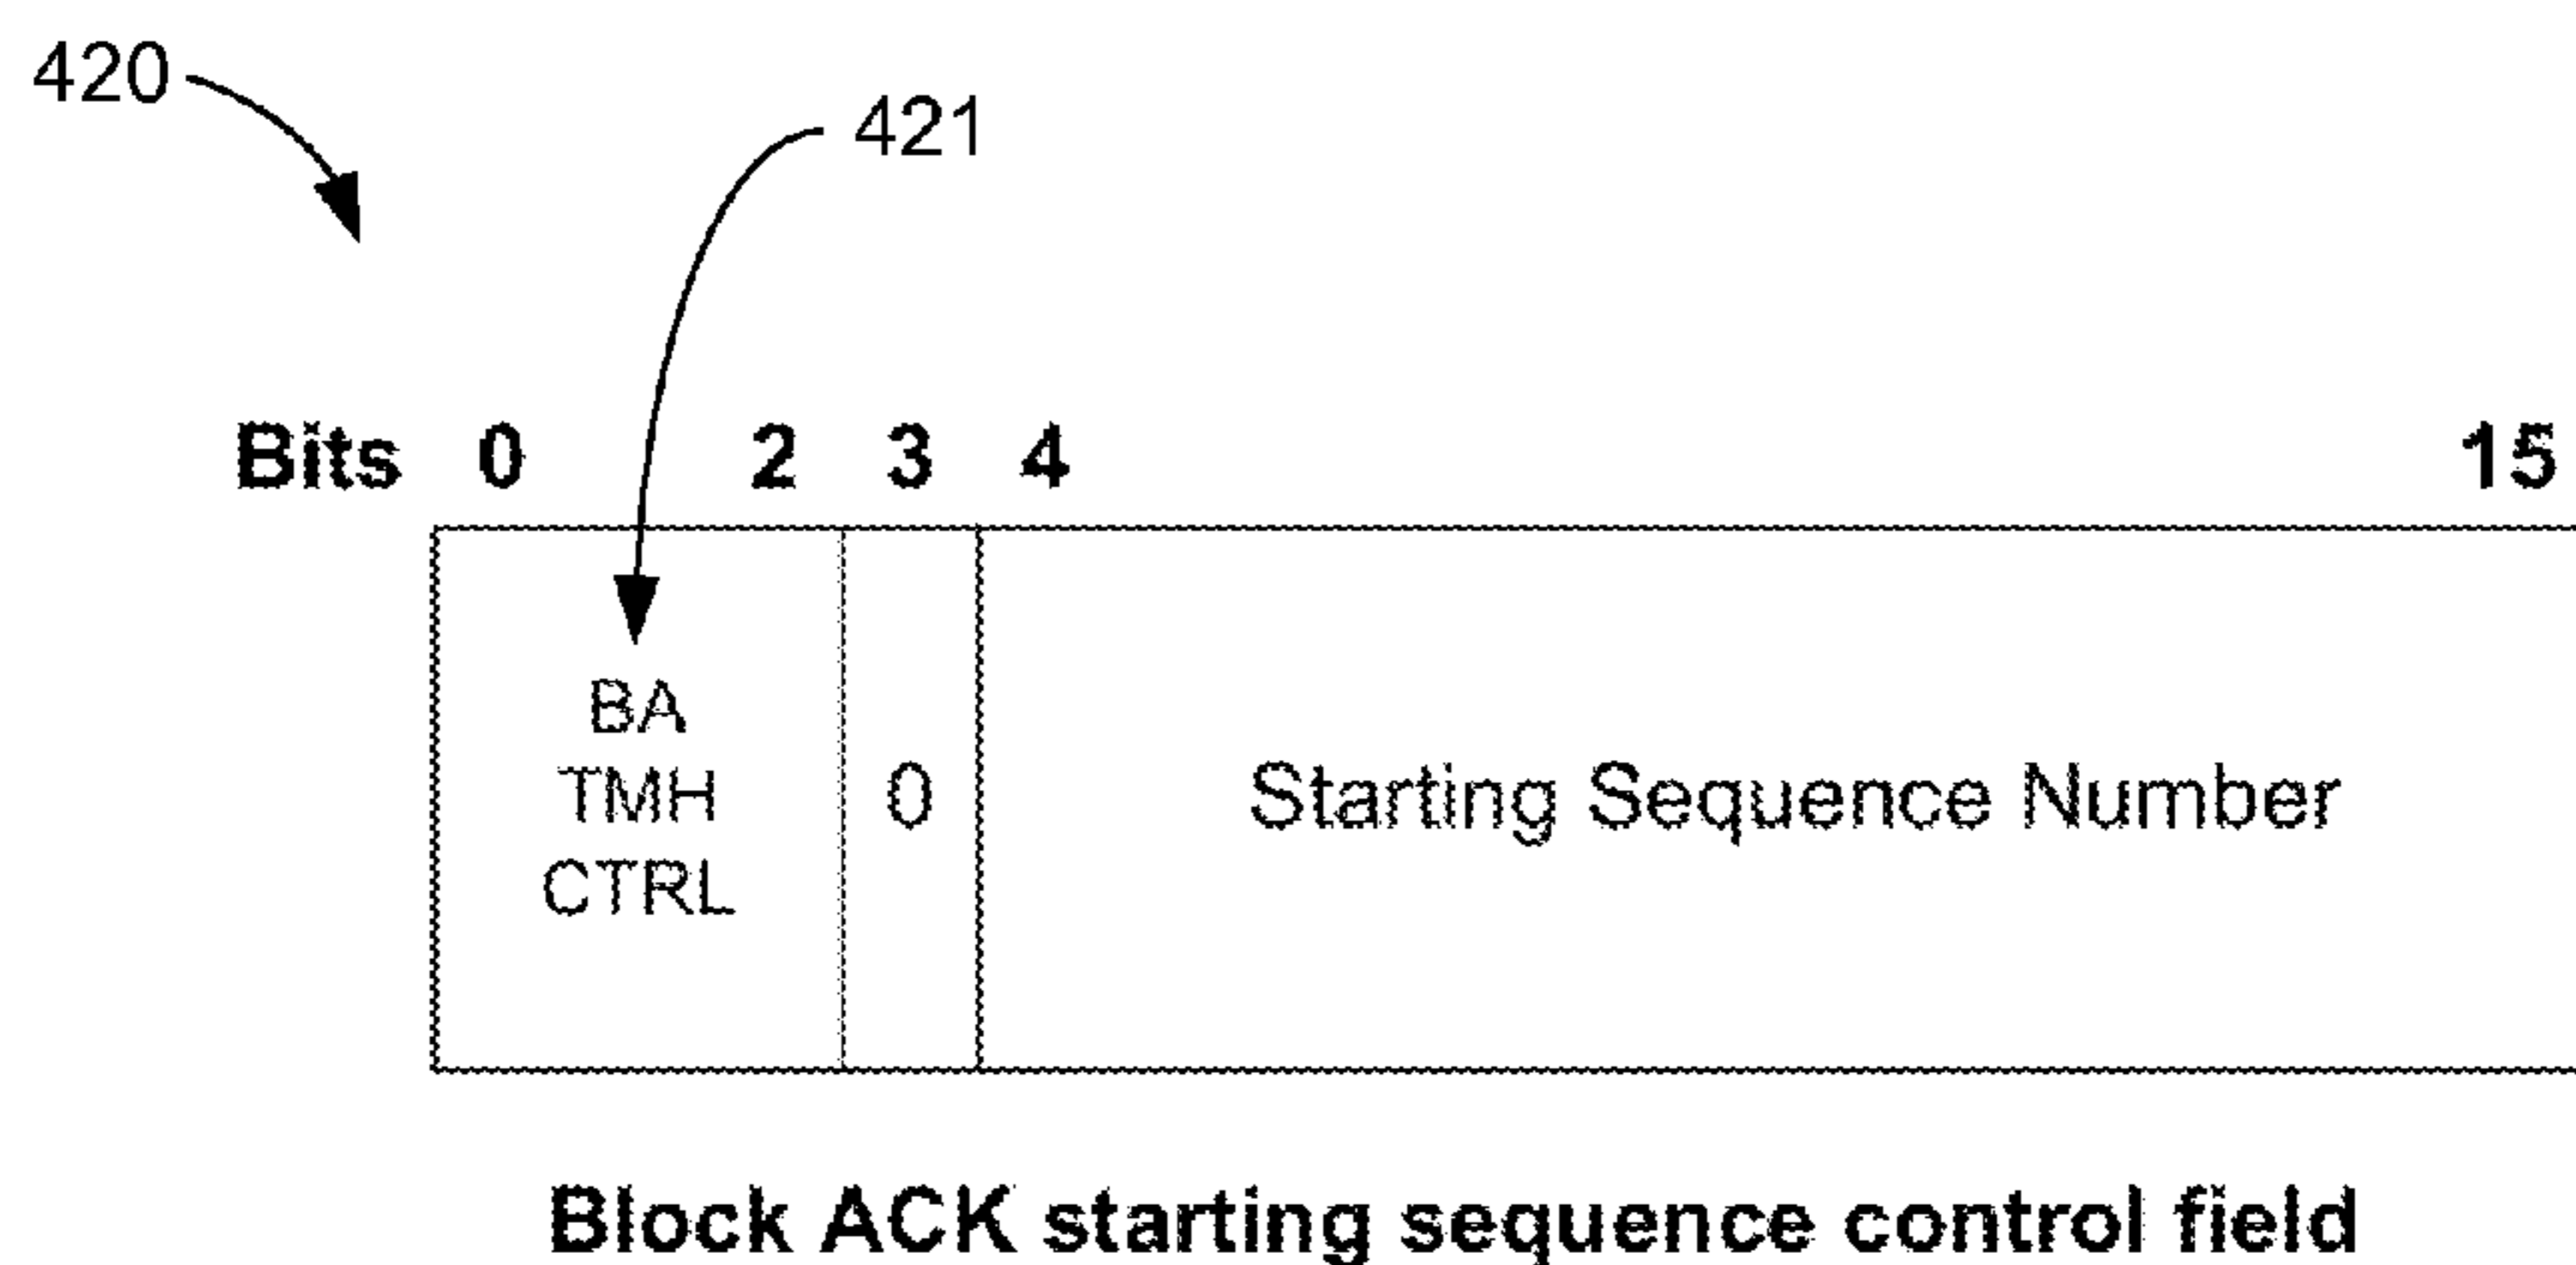 420
421
Bits 0 2 3 4 15
BA
TMH
CTRL
0
Starting Sequence Number
Block ACK starting sequence control field